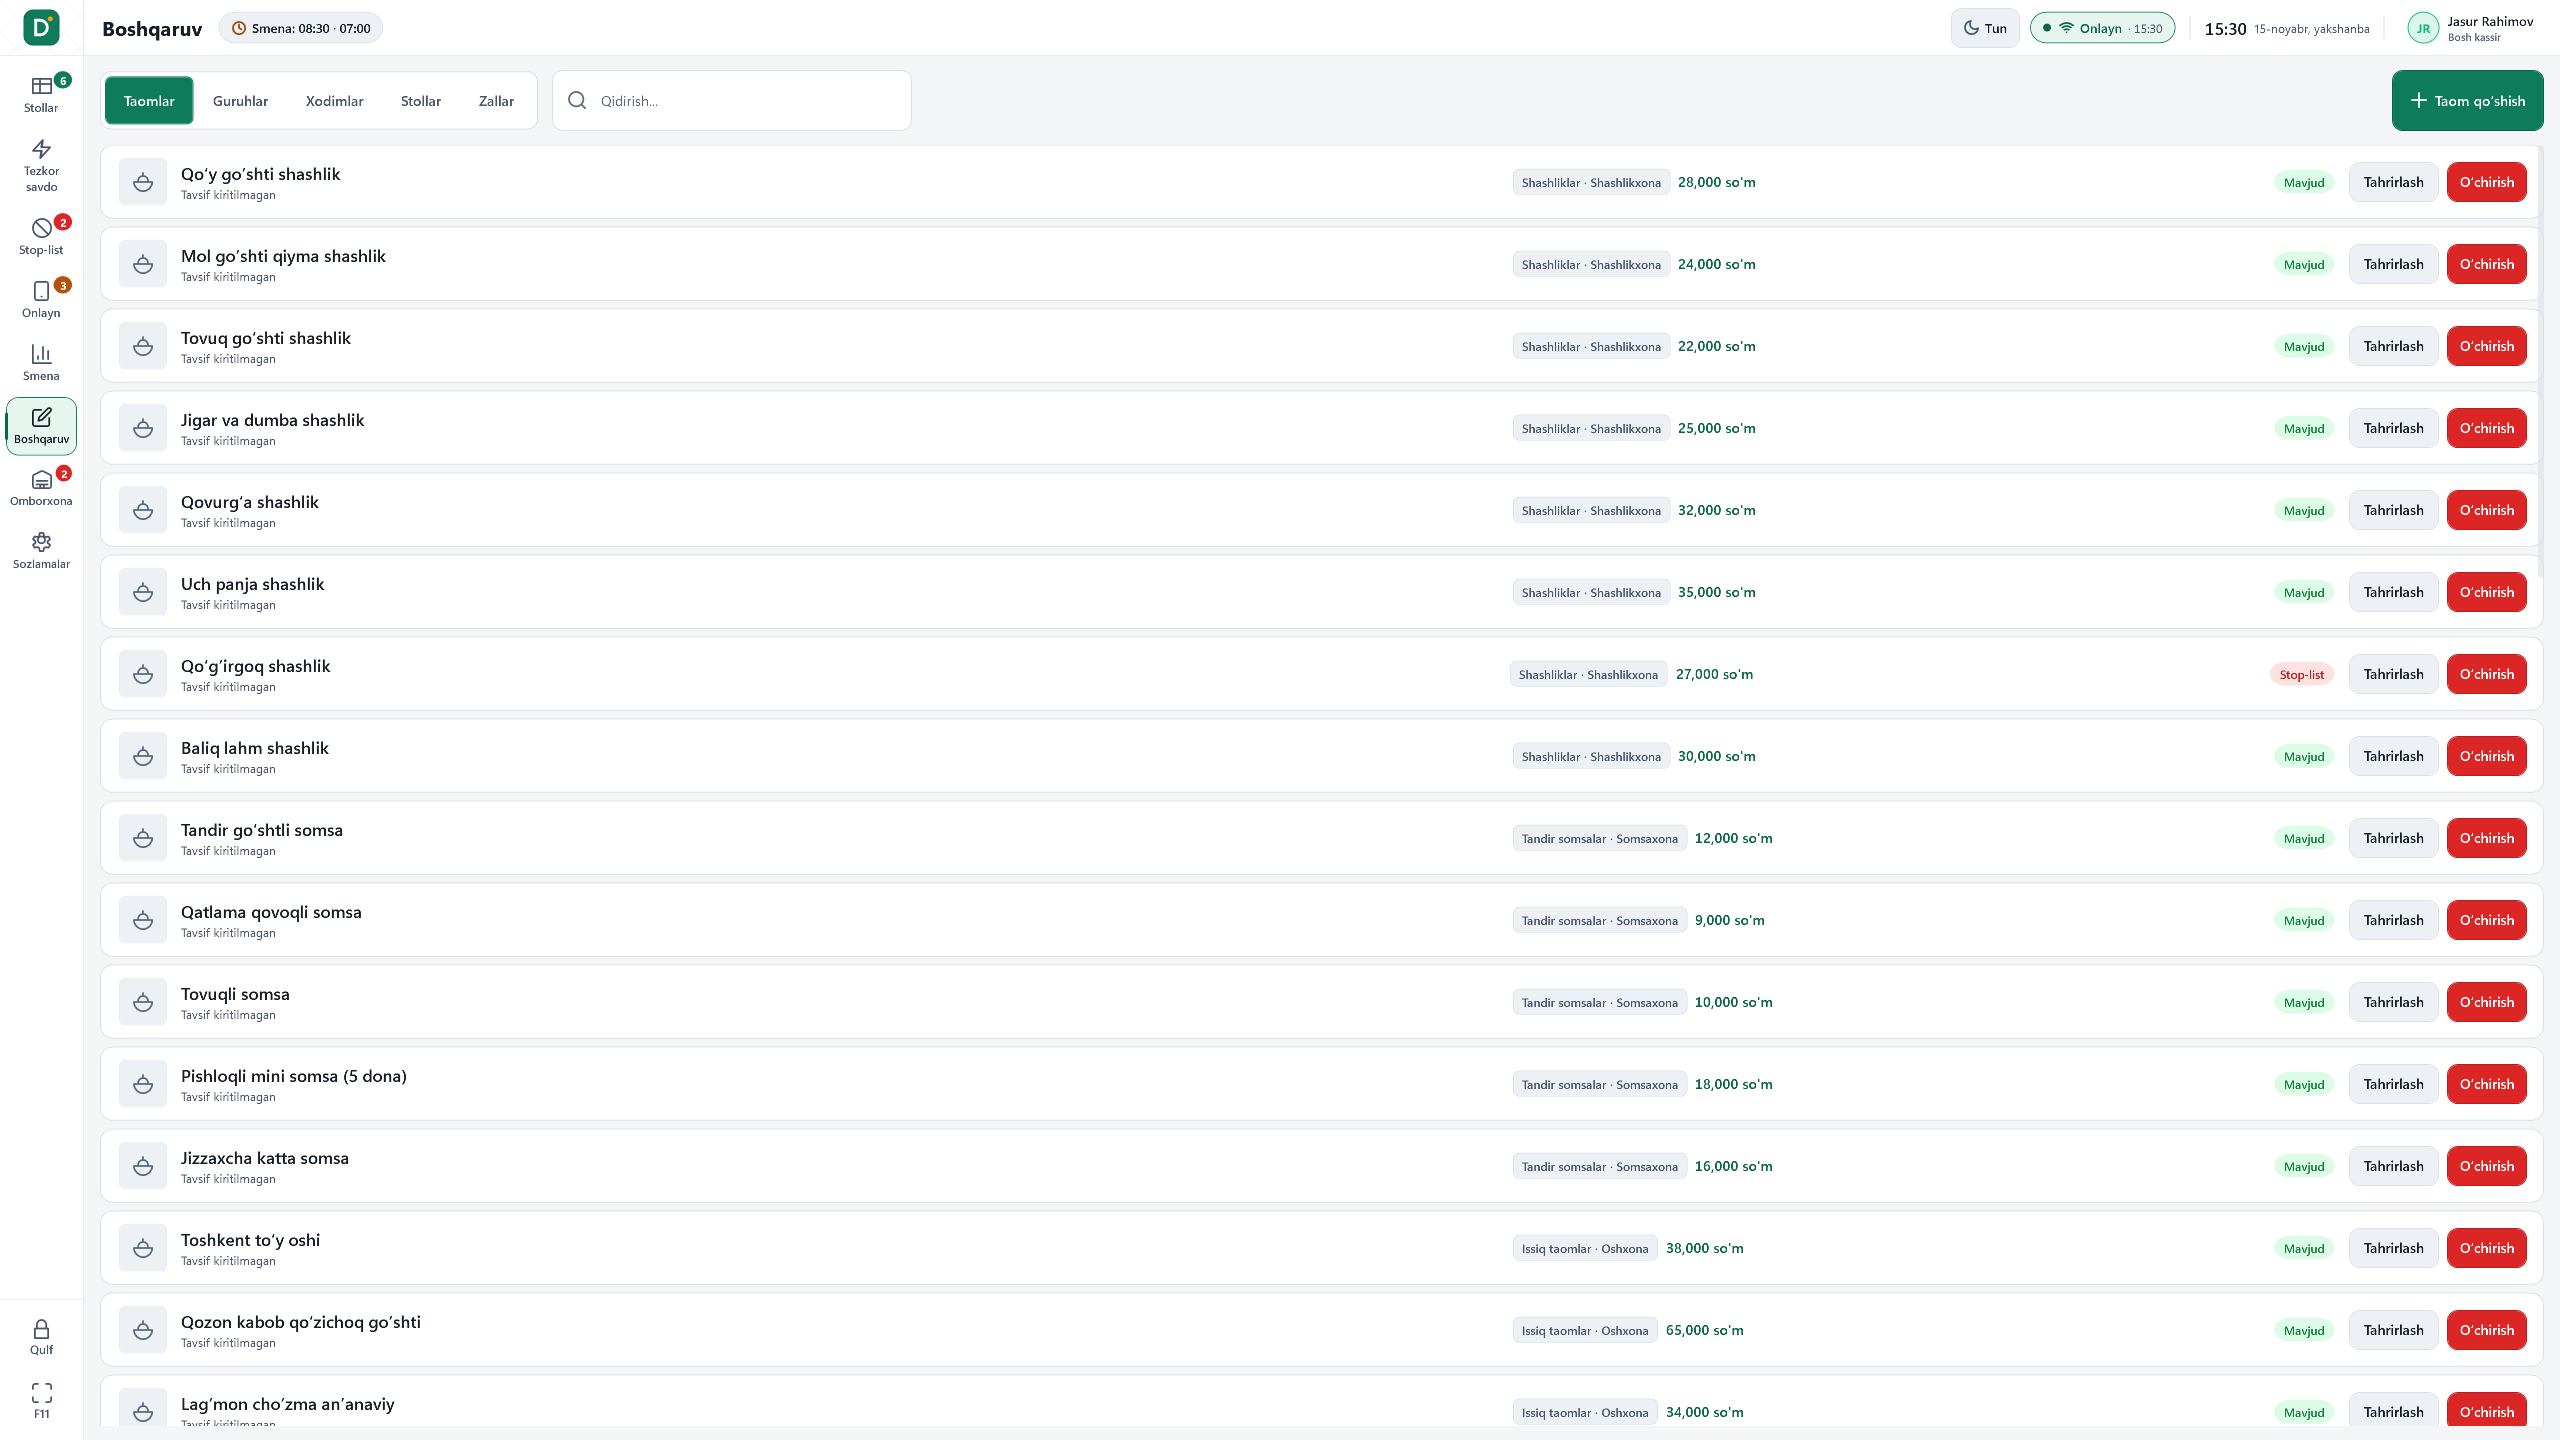 D
Boshqaruv
Smena: 08:30 · 07:00
Tun
Onlayn · 15:30
15:30
15-noyabr, yakshanba
JR
Jasur Rahimov
Bosh kassir
6
Stollar
Tezkor
savdo
2
Stop-list
3
Onlayn
Smena
Boshqaruv
2
Omborxona
Sozlamalar
Qulf
F11
Taomlar
Guruhlar
Xodimlar
Stollar
Zallar
Qidirish...
Taom qo‘shish
Qo‘y go‘shti shashlik
Tavsif kiritilmagan
Shashliklar · Shashlikxona
28,000 so'm
Mavjud
Tahrirlash
O‘chirish
Mol go‘shti qiyma shashlik
Tavsif kiritilmagan
Shashliklar · Shashlikxona
24,000 so'm
Mavjud
Tahrirlash
O‘chirish
Tovuq go‘shti shashlik
Tavsif kiritilmagan
Shashliklar · Shashlikxona
22,000 so'm
Mavjud
Tahrirlash
O‘chirish
Jigar va dumba shashlik
Tavsif kiritilmagan
Shashliklar · Shashlikxona
25,000 so'm
Mavjud
Tahrirlash
O‘chirish
Qovurg‘a shashlik
Tavsif kiritilmagan
Shashliklar · Shashlikxona
32,000 so'm
Mavjud
Tahrirlash
O‘chirish
Uch panja shashlik
Tavsif kiritilmagan
Shashliklar · Shashlikxona
35,000 so'm
Mavjud
Tahrirlash
O‘chirish
Qo‘g‘irgoq shashlik
Tavsif kiritilmagan
Shashliklar · Shashlikxona
27,000 so'm
Stop-list
Tahrirlash
O‘chirish
Baliq lahm shashlik
Tavsif kiritilmagan
Shashliklar · Shashlikxona
30,000 so'm
Mavjud
Tahrirlash
O‘chirish
Tandir go‘shtli somsa
Tavsif kiritilmagan
Tandir somsalar · Somsaxona
12,000 so'm
Mavjud
Tahrirlash
O‘chirish
Qatlama qovoqli somsa
Tavsif kiritilmagan
Tandir somsalar · Somsaxona
9,000 so'm
Mavjud
Tahrirlash
O‘chirish
Tovuqli somsa
Tavsif kiritilmagan
Tandir somsalar · Somsaxona
10,000 so'm
Mavjud
Tahrirlash
O‘chirish
Pishloqli mini somsa (5 dona)
Tavsif kiritilmagan
Tandir somsalar · Somsaxona
18,000 so'm
Mavjud
Tahrirlash
O‘chirish
Jizzaxcha katta somsa
Tavsif kiritilmagan
Tandir somsalar · Somsaxona
16,000 so'm
Mavjud
Tahrirlash
O‘chirish
Toshkent to‘y oshi
Tavsif kiritilmagan
Issiq taomlar · Oshxona
38,000 so'm
Mavjud
Tahrirlash
O‘chirish
Qozon kabob qo‘zichoq go‘shti
Tavsif kiritilmagan
Issiq taomlar · Oshxona
65,000 so'm
Mavjud
Tahrirlash
O‘chirish
Lag‘mon cho‘zma an’anaviy
Tavsif kiritilmagan
Issiq taomlar · Oshxona
34,000 so'm
Mavjud
Tahrirlash
O‘chirish